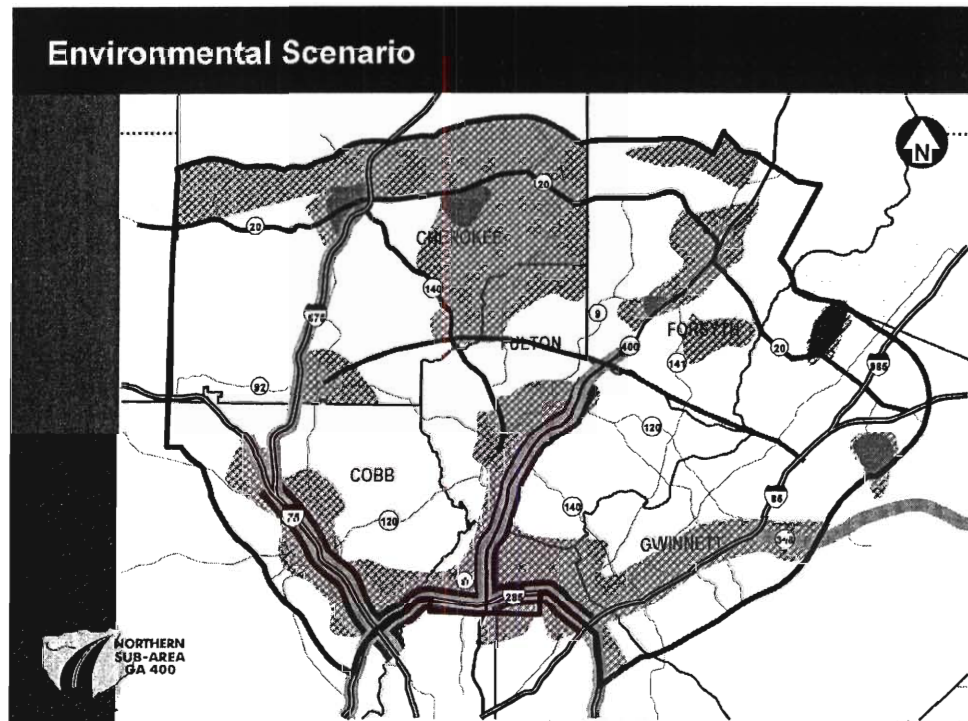 Environmental Scenario
N
20
20
CHEROKEE
140
575
9
FULTON
FORSYTH
400
141
20
985
92
120
COBB
75
120
140
85
GWINNETT
285
NORTHERN
SUB-AREA
GA 400